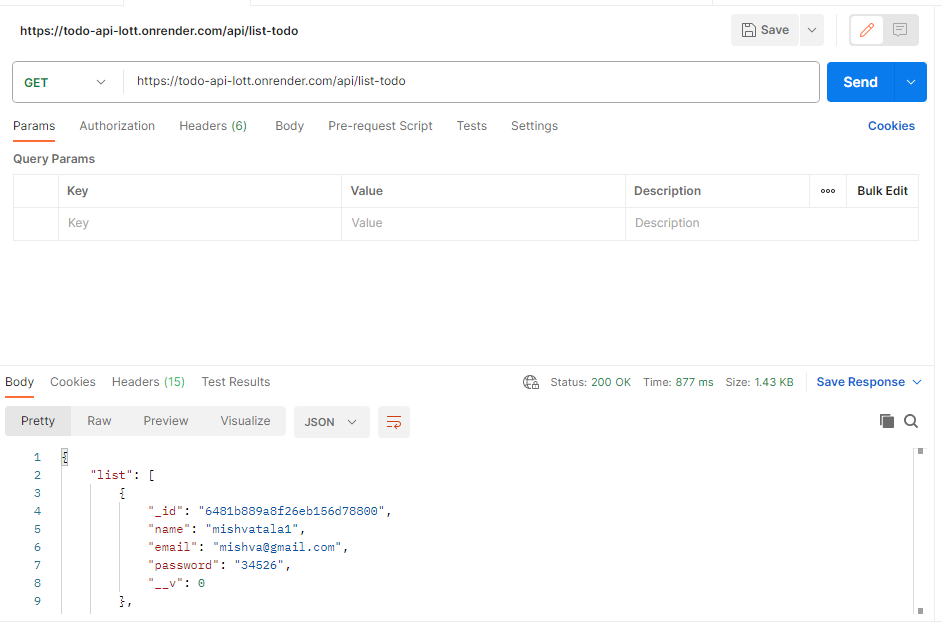 https://todo-api-lott.onrender.com/api/list-todo
Save
GET https://todo-api-lott.onrender.com/api/list-todo Send
Params Authorization Headers (6) Body Pre-request Script Tests Settings Cookies
Query Params
Key Value Description ooo Bulk Edit
Key Value Description
Body Cookies Headers (15) Test Results Status: 200 OK Time: 877 ms Size: 1.43 KB Save Response
Pretty Raw Preview Visualize JSON
1 {
2 "list": [
3 {
4 "_id": "6481b889a8f26eb156d78800",
5 "name": "mishvatala1",
6 "email": "mishva@gmail.com",
7 "password": "34526",
8 "__v": 0
9 },